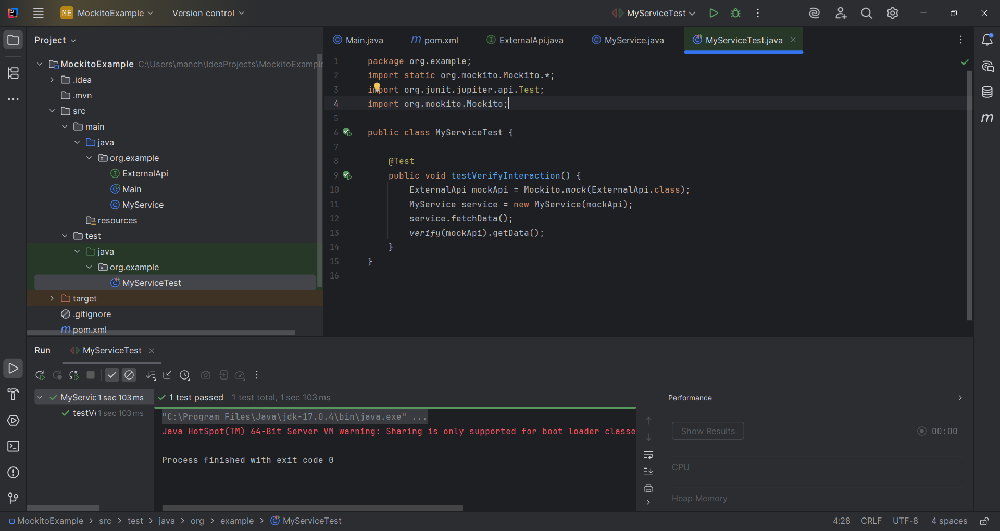 ME MockitoExample Version control MyServiceTest
Project
Main.java pom.xml ExternalApi.java MyService.java MyServiceTest.java
MockitoExample C:\Users\manch\IdeaProjects\MockitoExample
.idea
.mvn
src
main
java
org.example
ExternalApi
Main
MyService
resources
test
java
org.example
MyServiceTest
target
.gitignore
pom.xml
1 package org.example;
2 import static org.mockito.Mockito.*;
3 import org.junit.jupiter.api.Test;
4 import org.mockito.Mockito;
5
6 public class MyServiceTest {
7
8 @Test
9 public void testVerifyInteraction() {
10 ExternalApi mockApi = Mockito.mock(ExternalApi.class);
11 MyService service = new MyService(mockApi);
12 service.fetchData();
13 verify(mockApi).getData();
14 }
15 }
16
Run MyServiceTest
MyServic 1 sec 103 ms
testVe 1 sec 103 ms
1 test passed 1 test total, 1 sec 103 ms
"C:\Program Files\Java\jdk-17.0.4\bin\java.exe" ...
Java HotSpot(TM) 64-Bit Server VM warning: Sharing is only supported for boot loader classe
Process finished with exit code 0
Performance
Show Results 00:00
CPU
Heap Memory
MockitoExample > src > test > java > org > example > MyServiceTest 4:28 CRLF UTF-8 4 spaces